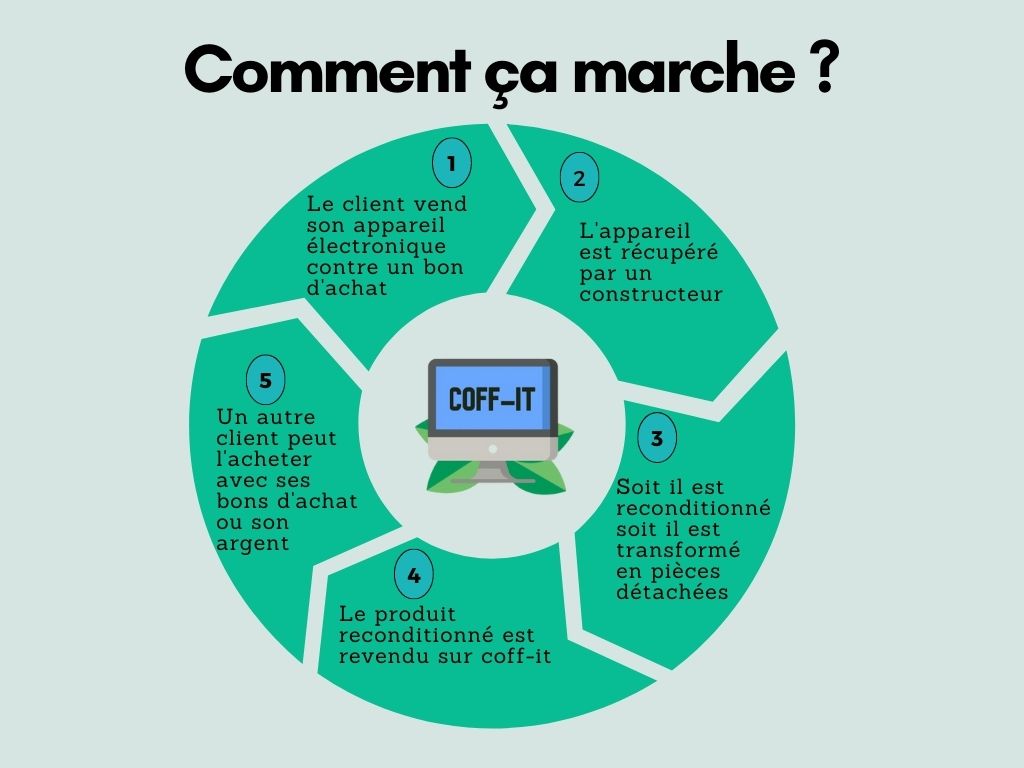 Comment ça marche ?
1
Le client vend
son appareil
électronique
contre un bon
d'achat
2
L'appareil
est récupéré
par un
constructeur
3
Soit il est
reconditionné
soit il est
transformé
en pièces
détachées
4
Le produit
reconditionné est
revendu sur coff-it
5
Un autre
client peut
l'acheter
avec ses
bons d'achat
ou son
argent
COFF-IT